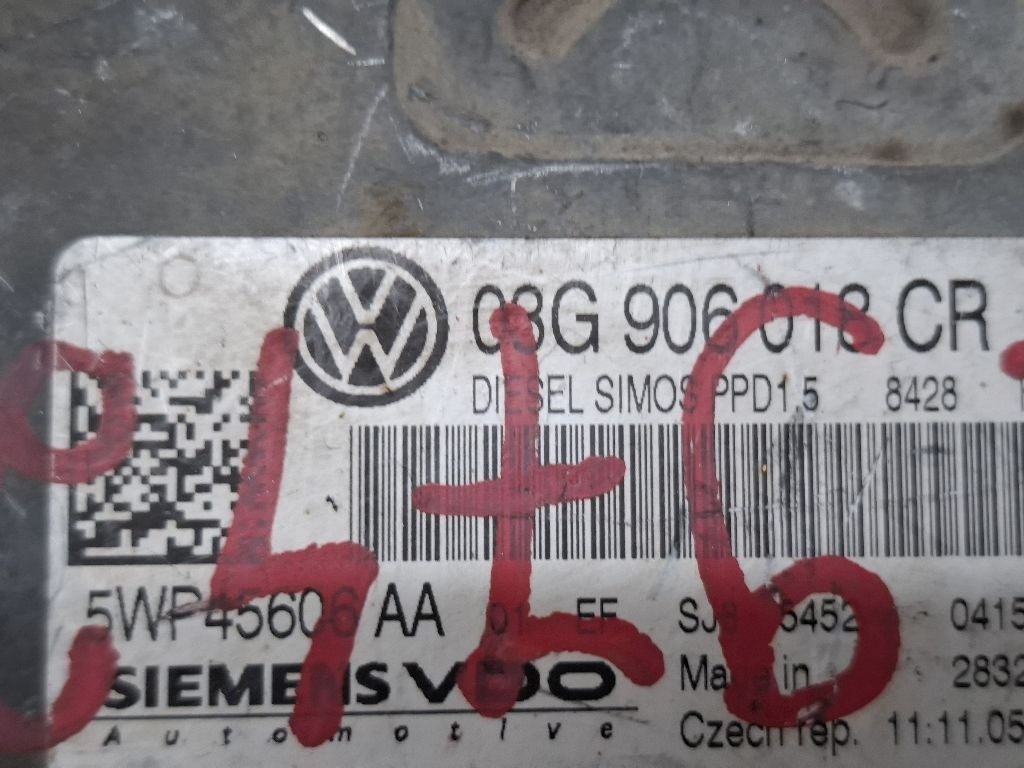 03G 906 018 CR
DIESEL SIMOS PPD1.5 8428
5WP45606 AA 01 EF 0415
SIEMENS VDO Made in 2832
Automotive Czech rep. 11:11.05